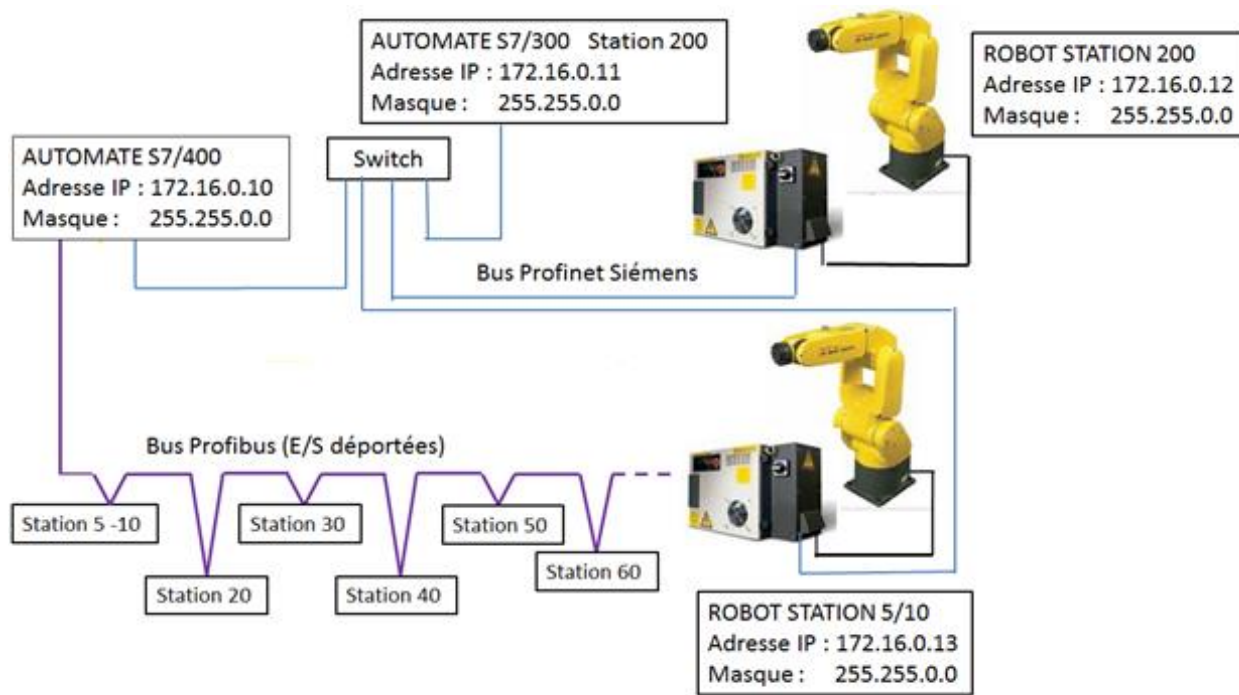 AUTOMATE S7/300 Station 200
Adresse IP : 172.16.0.11
Masque : 255.255.0.0
ROBOT STATION 200
Adresse IP : 172.16.0.12
Masque : 255.255.0.0
AUTOMATE S7/400
Adresse IP : 172.16.0.10
Masque : 255.255.0.0
Switch
Bus Profinet Siémens
Bus Profibus (E/S déportées)
Station 5 -10
Station 20
Station 30
Station 40
Station 50
Station 60
ROBOT STATION 5/10
Adresse IP : 172.16.0.13
Masque : 255.255.0.0